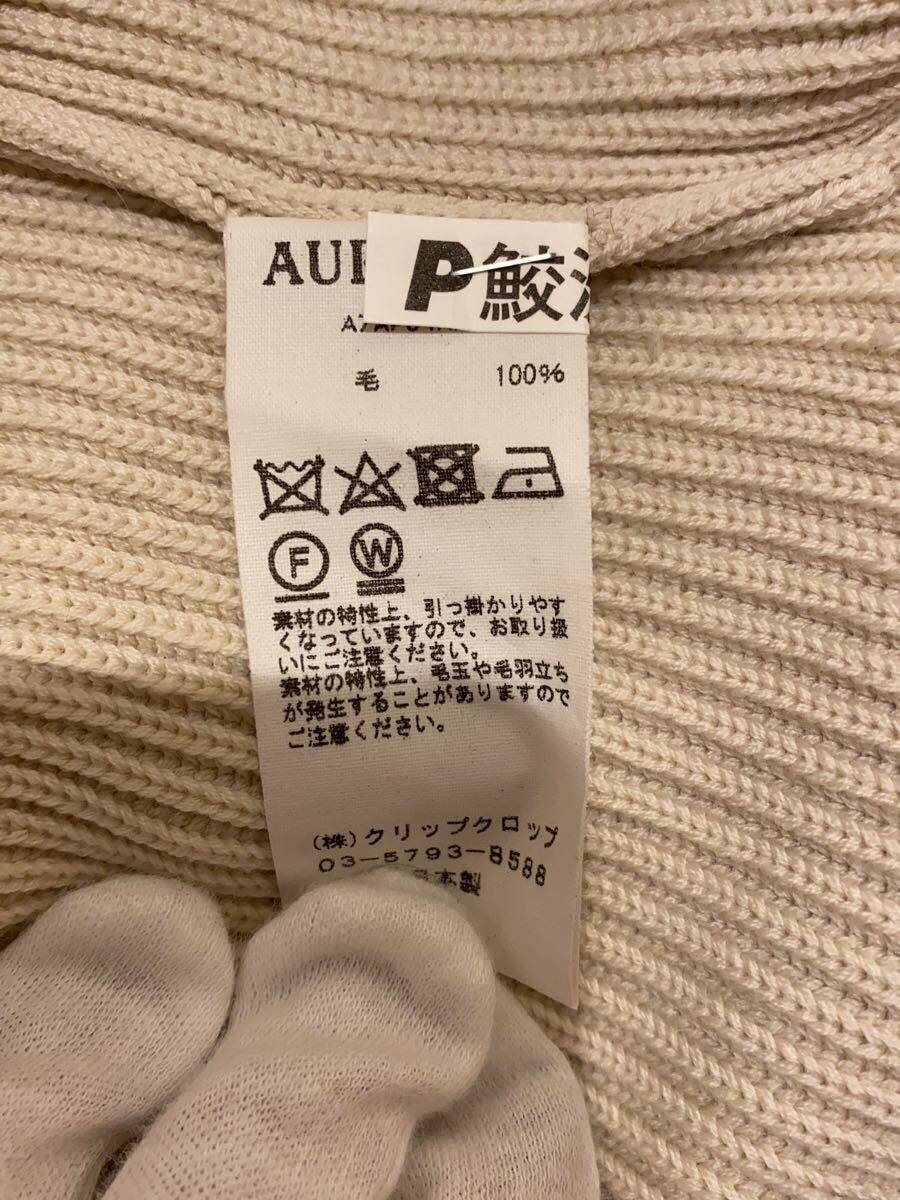 AU
P鮫
毛 100%
F W
素材の特性上、引っ掛かりやす
くなっていますので、お取り扱
いにご注意ください。
素材の特性上、毛玉や毛羽立ち
が発生することがありますので
ご注意ください。
(株)クリップクロップ
03-5793-8588
日本製